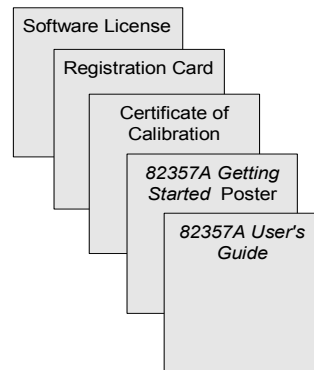 Software License
Registration Card
Certificate of
Calibration
82357A Getting
Started Poster
82357A User's
Guide